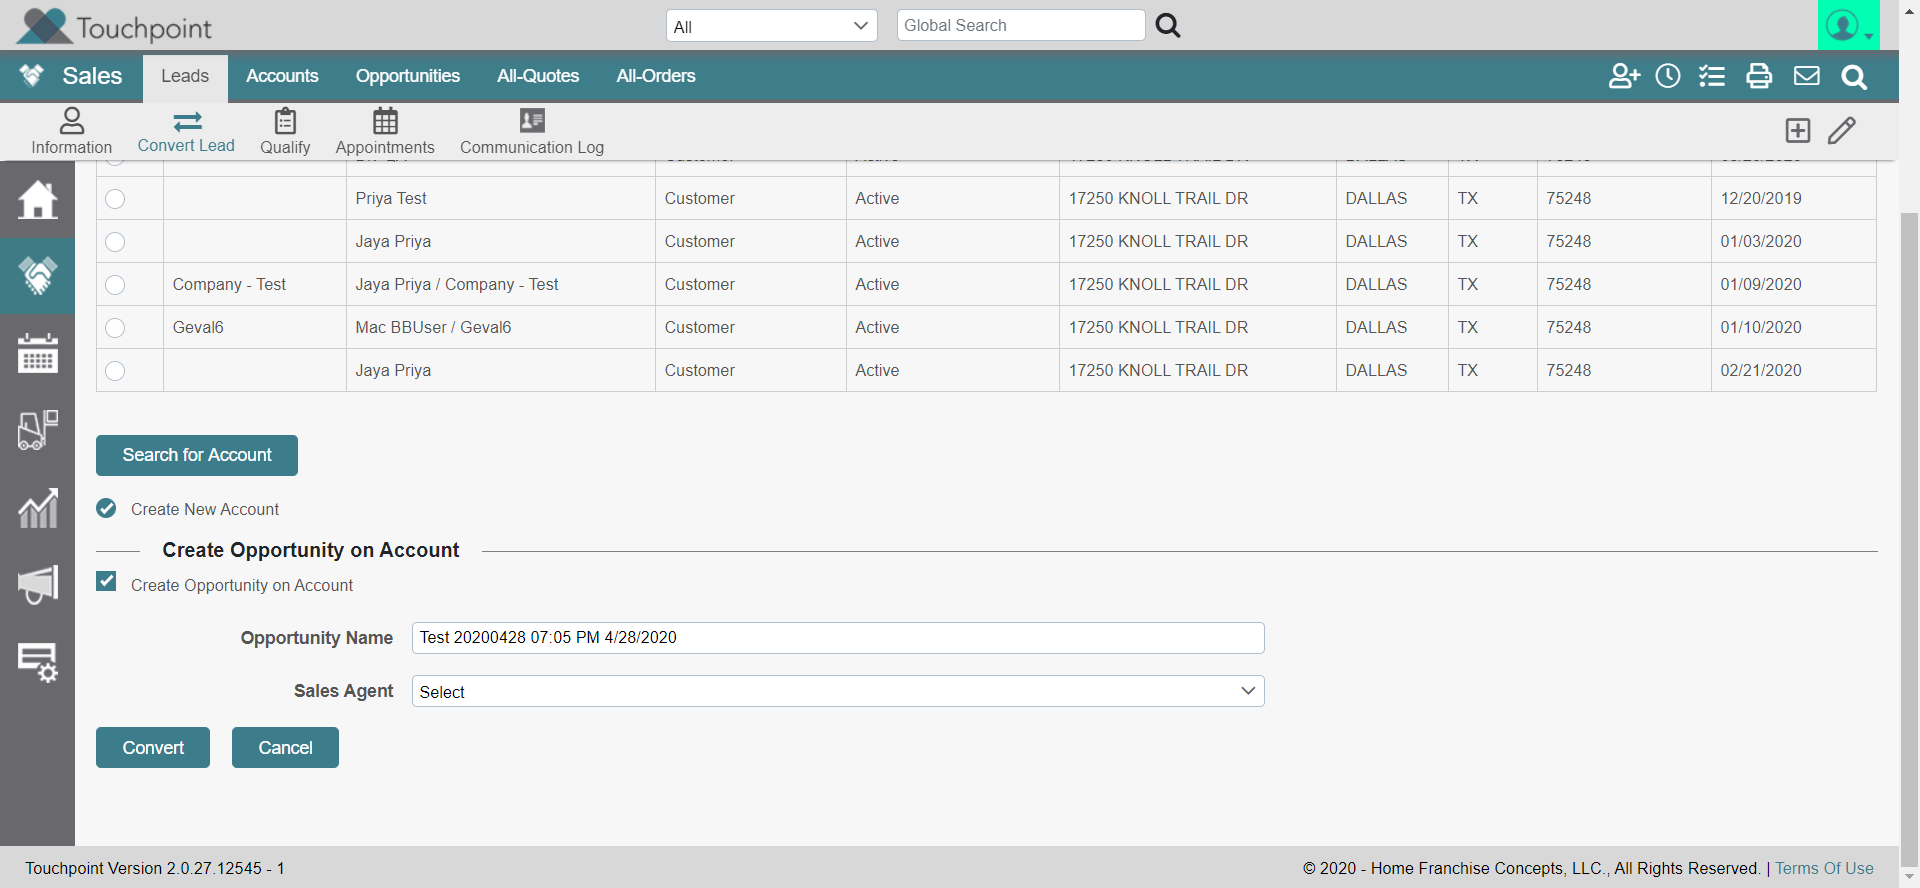 Touchpoint
All
Global Search
Sales Leads Accounts Opportunities All-Quotes All-Orders
Information Convert Lead Qualify Appointments Communication Log
Priya Test Customer Active 17250 KNOLL TRAIL DR DALLAS TX 75248 12/20/2019
Jaya Priya Customer Active 17250 KNOLL TRAIL DR DALLAS TX 75248 01/03/2020
Company - Test Jaya Priya / Company - Test Customer Active 17250 KNOLL TRAIL DR DALLAS TX 75248 01/09/2020
Geval6 Mac BBUser / Geval6 Customer Active 17250 KNOLL TRAIL DR DALLAS TX 75248 01/10/2020
Jaya Priya Customer Active 17250 KNOLL TRAIL DR DALLAS TX 75248 02/21/2020
Search for Account
Create New Account
Create Opportunity on Account
Create Opportunity on Account
Opportunity Name Test 20200428 07:05 PM 4/28/2020
Sales Agent Select
Convert Cancel
Touchpoint Version 2.0.27.12545 - 1 © 2020 - Home Franchise Concepts, LLC., All Rights Reserved. | Terms Of Use